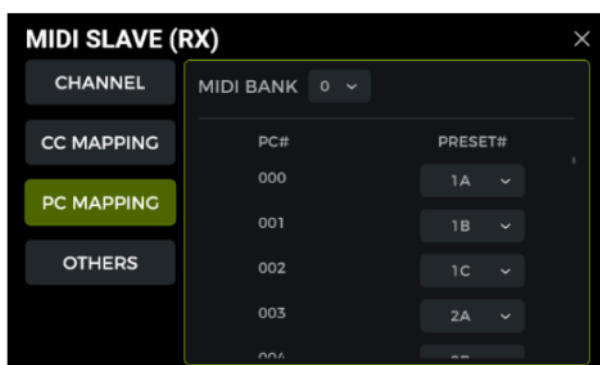 MIDI SLAVE (RX)
CHANNEL
CC MAPPING
PC MAPPING
OTHERS
MIDI BANK 0
PC# PRESET#
000 1A
001 1B
002 1C
003 2A